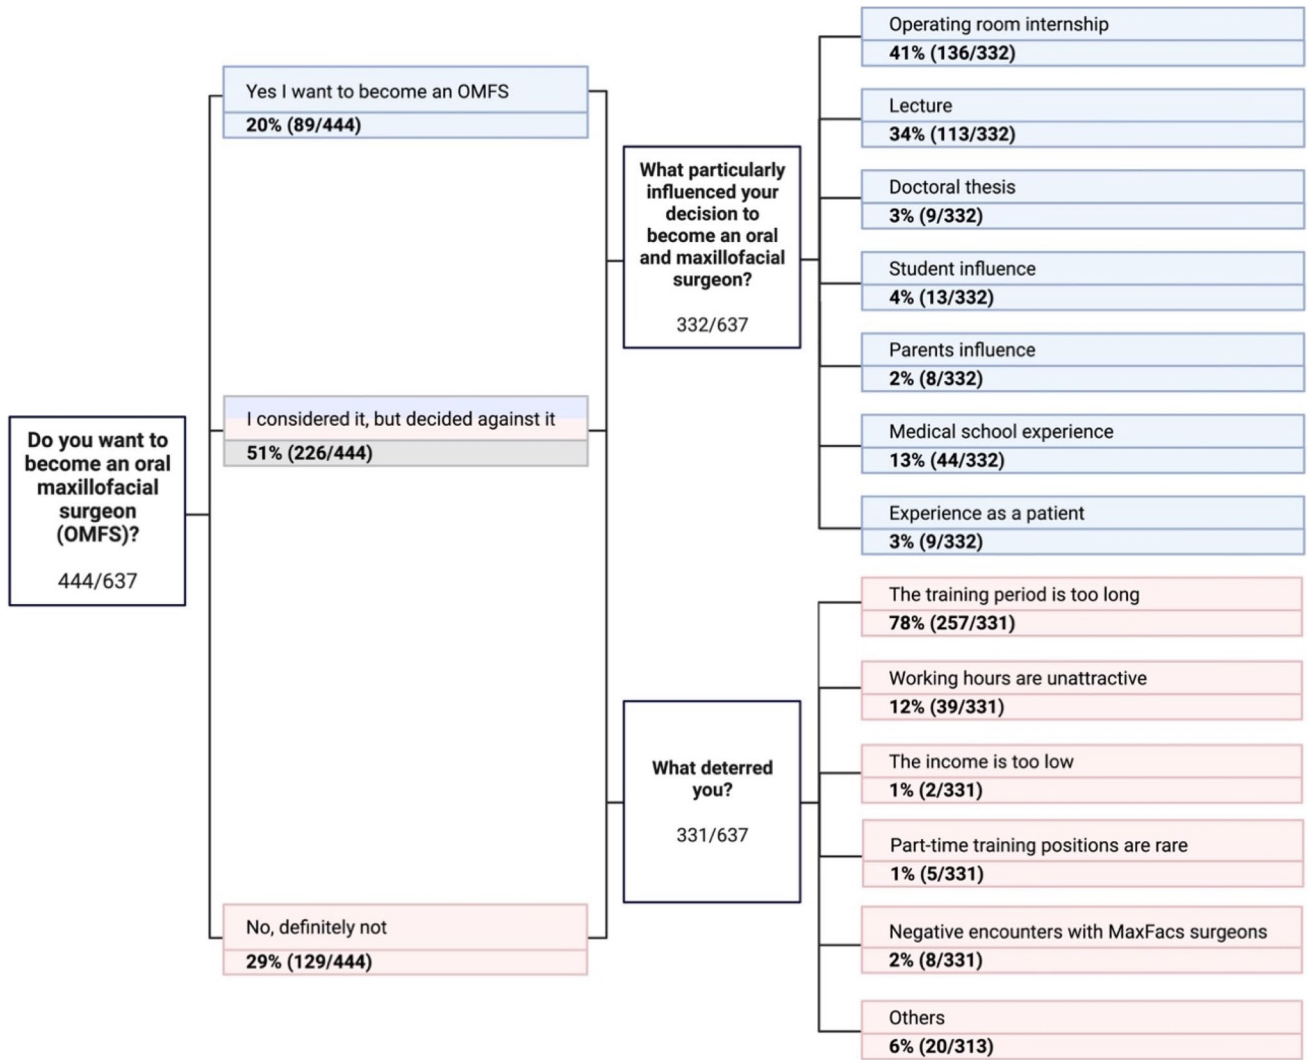 Do you want to
become an oral
maxillofacial
surgeon
(OMFS)?
444/637
Yes I want to become an OMFS
20% (89/444)
I considered it, but decided against it
51% (226/444)
No, definitely not
29% (129/444)
What particularly
influenced your
decision to
become an oral
and maxillofacial
surgeon?
332/637
Operating room internship
41% (136/332)
Lecture
34% (113/332)
Doctoral thesis
3% (9/332)
Student influence
4% (13/332)
Parents influence
2% (8/332)
Medical school experience
13% (44/332)
Experience as a patient
3% (9/332)
What deterred
you?
331/637
The training period is too long
78% (257/331)
Working hours are unattractive
12% (39/331)
The income is too low
1% (2/331)
Part-time training positions are rare
1% (5/331)
Negative encounters with MaxFacs surgeons
2% (8/331)
Others
6% (20/313)